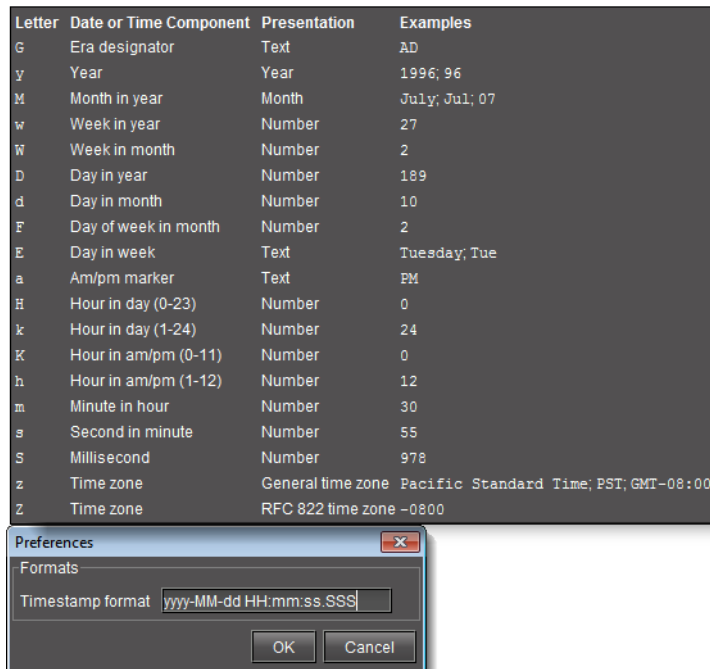 Letter Date or Time Component Presentation Examples
G Era designator Text AD
y Year Year 1996; 96
M Month in year Month July; Jul; 07
w Week in year Number 27
W Week in month Number 2
D Day in year Number 189
d Day in month Number 10
F Day of week in month Number 2
E Day in week Text Tuesday; Tue
a Am/pm marker Text PM
H Hour in day (0-23) Number 0
k Hour in day (1-24) Number 24
K Hour in am/pm (0-11) Number 0
h Hour in am/pm (1-12) Number 12
m Minute in hour Number 30
s Second in minute Number 55
S Millisecond Number 978
z Time zone General time zone Pacific Standard Time; PST; GMT-08:00
Z Time zone RFC 822 time zone -0800
Preferences
Formats
Timestamp format yyyy-MM-dd HH:mm:ss.SSS
OK Cancel